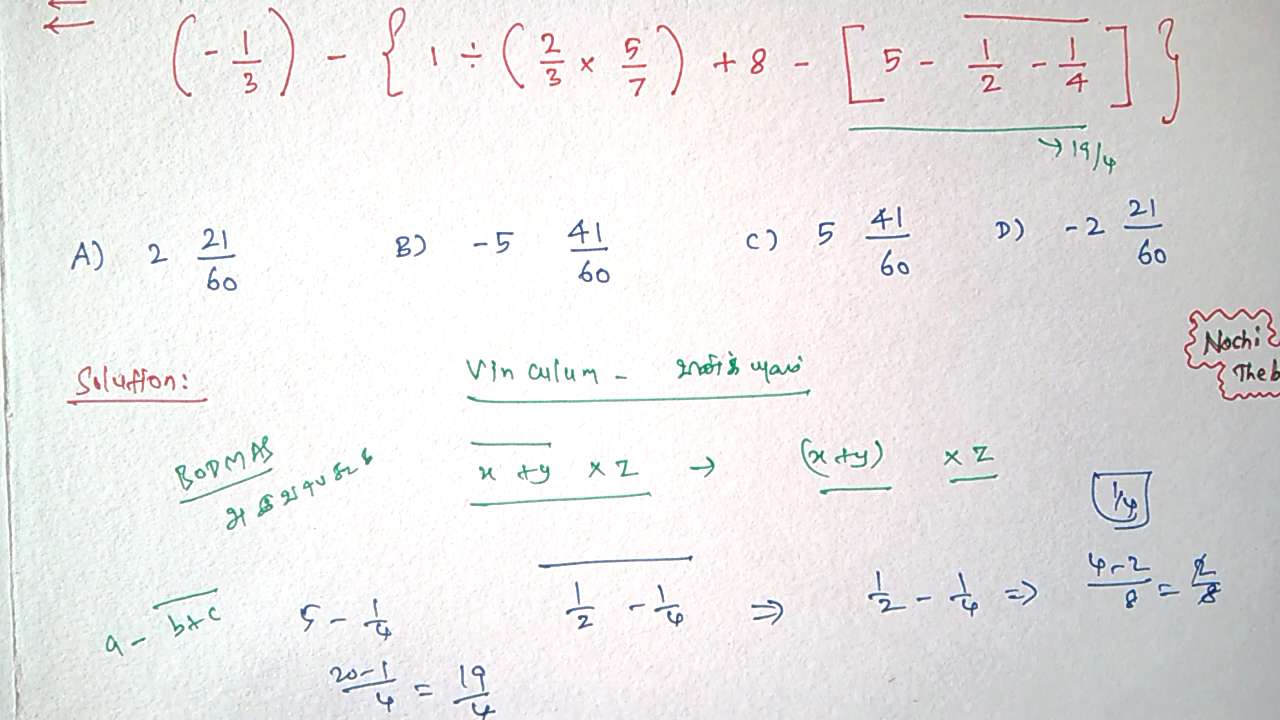 (-1/3) - { 1 ÷ (2/3 × 5/7) + 8 - [5 - 1/2 - 1/4] }
→ 19/4
A) 2 21/60 B) -5 41/60 C) 5 41/60 D) -2 21/60
Nochi
The b
Solution:
Vinculum -
BODMAS
x + y × z → (x + y) × z
1/4
a - b+c
5 - 1/4
1/2 - 1/4 ⇒ 1/2 - 1/4 ⇒ 4-2/8 = 2/8
20-1/4 = 19/4